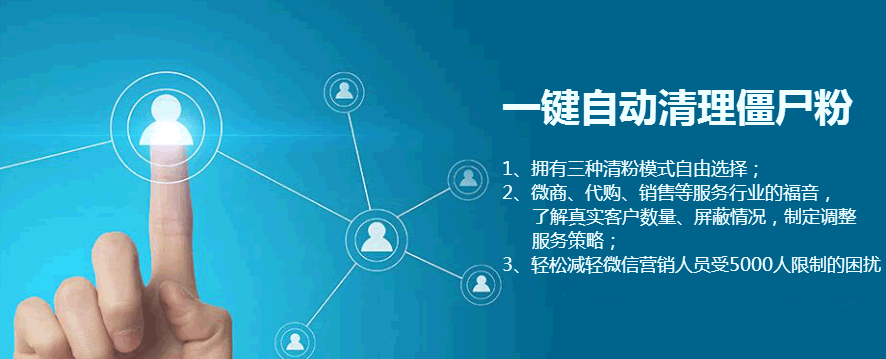 一键自动清理僵尸粉
1、拥有三种清粉模式自由选择；
2、微商、代购、销售等服务行业的福音，
了解真实客户数量、屏蔽情况，制定调整
服务策略；
3、轻松减轻微信营销人员受5000人限制的困扰